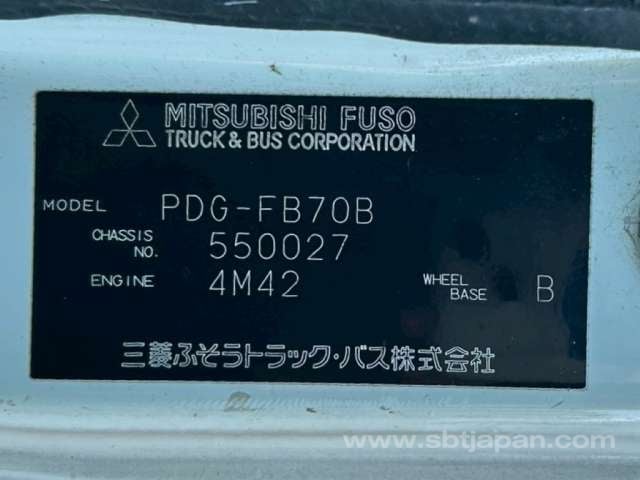 MITSUBISHI FUSO
TRUCK & BUS CORPORATION
MODEL PDG-FB70B
CHASSIS NO. 550027
ENGINE 4M42 WHEEL BASE B
三菱ふそうトラック・バス株式会社
www.sbtjapan.com